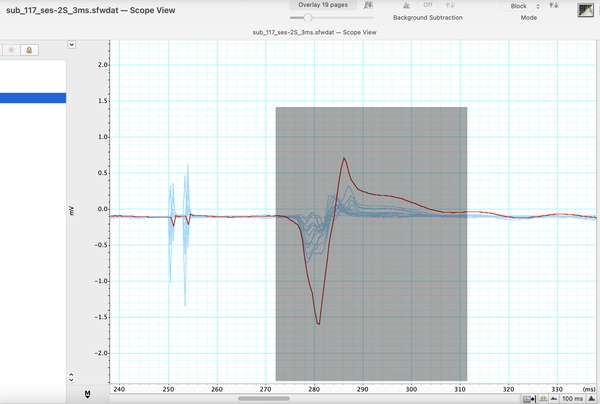 sub_117_ses-2S_3ms.sfwdat — Scope View
Overlay 19 pages
Off
Block
Background Subtraction
Mode
sub_117_ses-2S_3ms.sfwdat — Scope View
2.0
1.5
1.0
0.5
0.0
mV
-0.5
-1.0
-1.5
-2.0
240 250 260 270 280 290 300 310 320 330 (ms)
100 ms